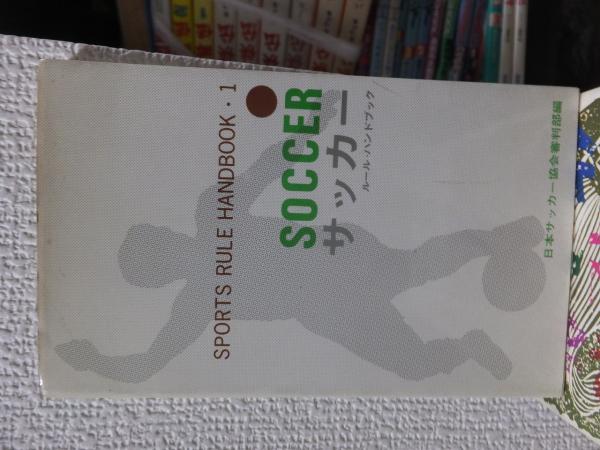 SPORTS RULE HANDBOOK・1
SOCCER
サッカー
ルール・ハンドブック
日本サッカー協会審判部編